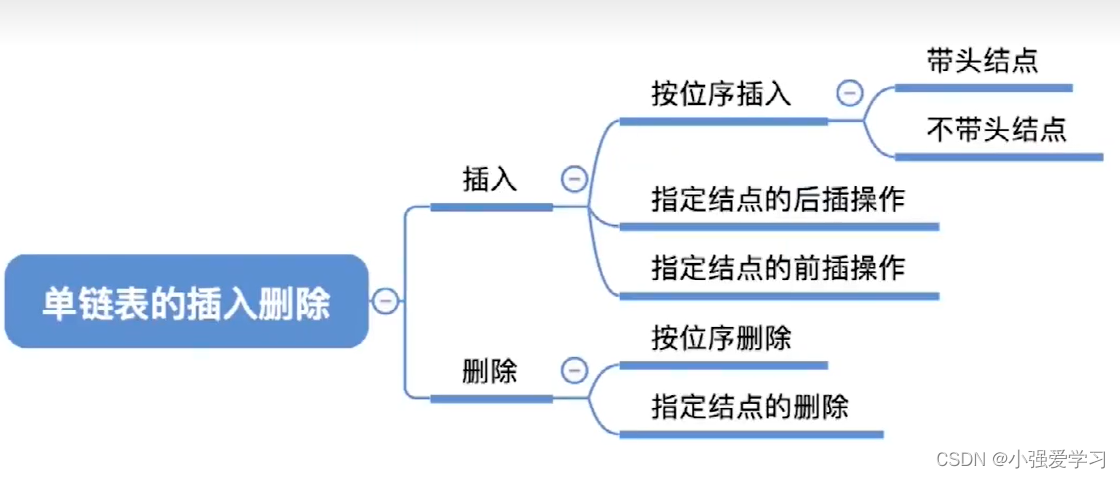 单链表的插入删除
插入
按位序插入
带头结点
不带头结点
指定结点的后插操作
指定结点的前插操作
删除
按位序删除
指定结点的删除
CSDN @小强爱学习